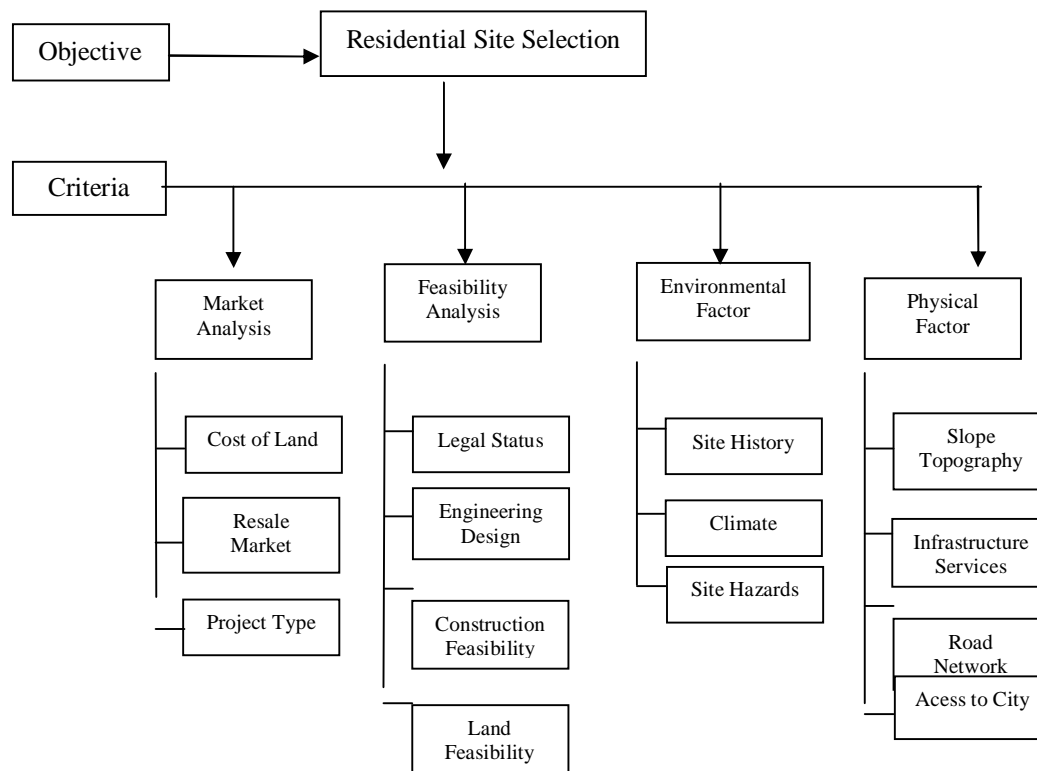 Objective
Residential Site Selection
Criteria
Market
Analysis
Feasibility
Analysis
Environmental
Factor
Physical
Factor
Cost of Land
Resale
Market
Project Type
Legal Status
Engineering
Design
Construction
Feasibility
Land
Feasibility
Site History
Climate
Site Hazards
Slope
Topography
Infrastructure
Services
Road
Network
Acess to City